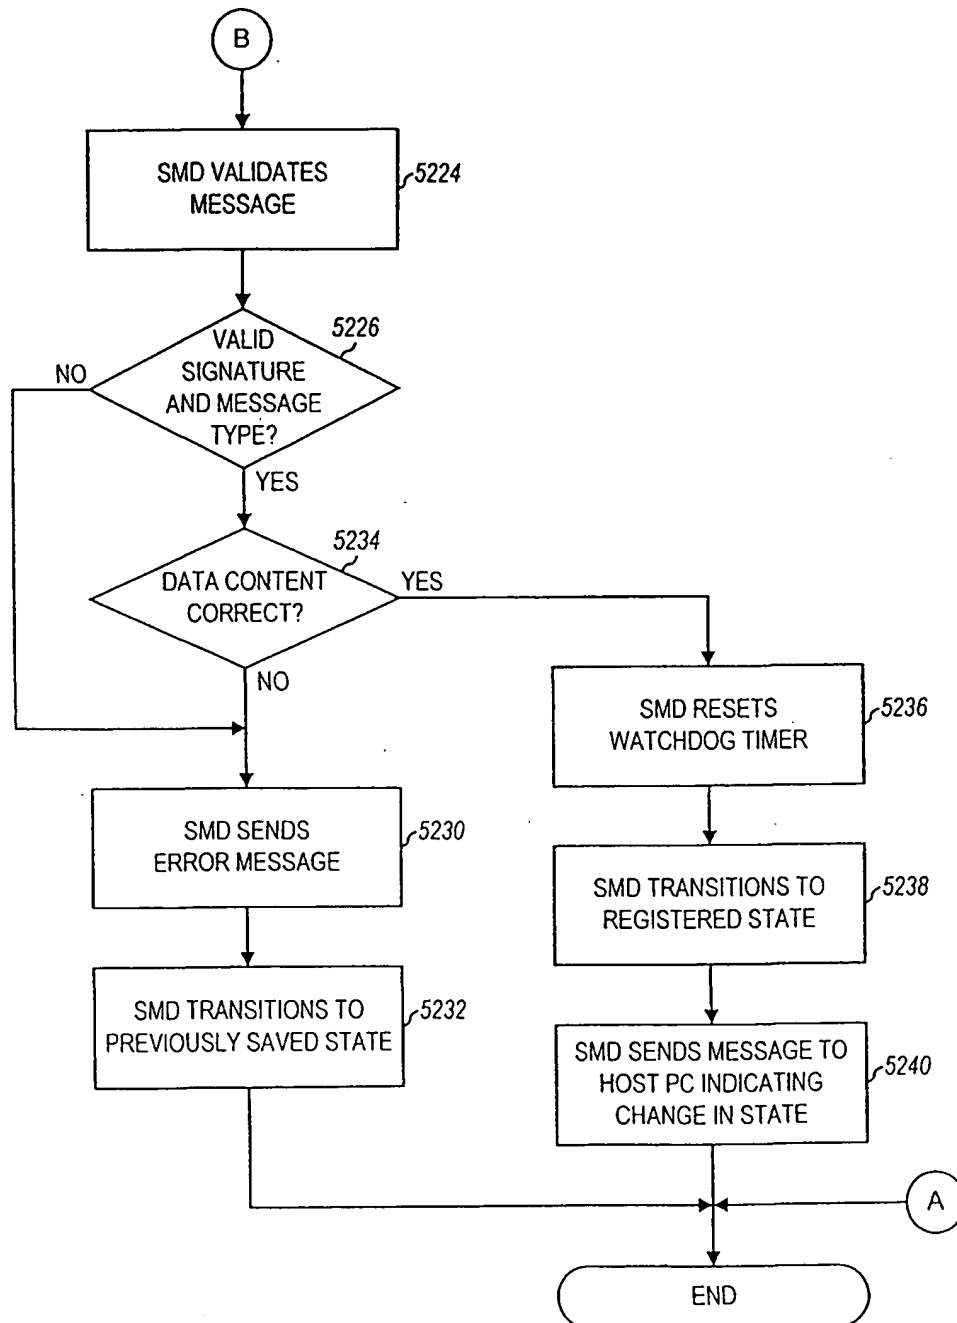 B
SMD VALIDATES
MESSAGE
5224
VALID
SIGNATURE
AND MESSAGE
TYPE?
5226
NO
YES
DATA CONTENT
CORRECT?
5234
YES
NO
SMD RESETS
WATCHDOG TIMER
5236
SMD SENDS
ERROR MESSAGE
5230
SMD TRANSITIONS TO
REGISTERED STATE
5238
SMD TRANSITIONS TO
PREVIOUSLY SAVED STATE
5232
SMD SENDS MESSAGE TO
HOST PC INDICATING
CHANGE IN STATE
5240
A
END